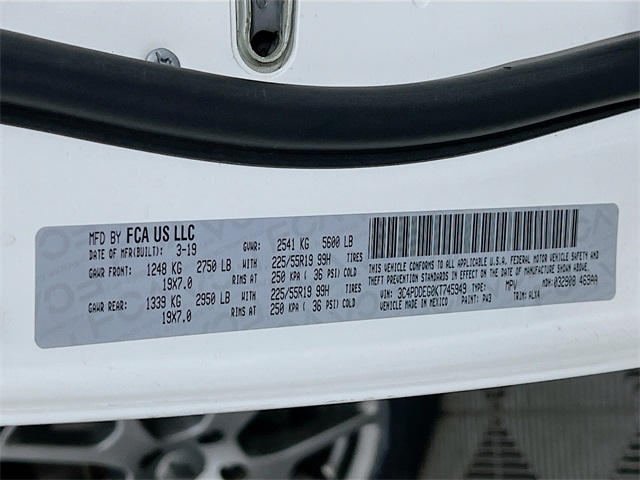 MFD BY FCA US LLC
DATE OF MFR(BUILT): 3-19 GVWR: 2541 KG 5600 LB
GAWR FRONT: 1248 KG 2750 LB WITH 225/55R19 99H TIRES
19X7.0 RIMS AT 250 KPA ( 36 PSI) COLD
GAWR REAR: 1339 KG 2950 LB WITH 225/55R19 99H TIRES
19X7.0 RIMS AT 250 KPA ( 36 PSI) COLD
THIS VEHICLE CONFORMS TO ALL APPLICABLE U.S.A. FEDERAL MOTOR VEHICLE SAFETY AND
THEFT PREVENTION STANDARDS IN EFFECT ON THE DATE OF MANUFACTURE SHOWN ABOVE.
VIN: 3C4PDDEG0KT745949 TYPE: MPV MDH: 032908 469AA
VEHICLE MADE IN MEXICO PAINT: PW3 TRIM: ALX4